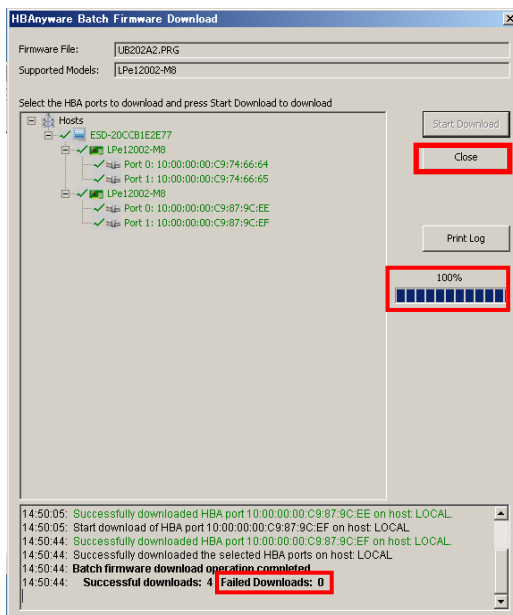 HBAnyware Batch Firmware Download
Firmware File: UB202A2.PRG
Supported Models: LPe12002-M8
Select the HBA ports to download and press Start Download to download
Hosts
ESD-20CCB1E2E77
LPe12002-M8
Port 0: 10:00:00:00:C9:74:66:64
Port 1: 10:00:00:00:C9:74:66:65
LPe12002-M8
Port 0: 10:00:00:00:C9:87:9C:EE
Port 1: 10:00:00:00:C9:87:9C:EF
Start Download
Close
Print Log
100%
14:50:05: Successfully downloaded HBA port 10:00:00:00:C9:87:9C:EE on host: LOCAL.
14:50:05: Start download of HBA port 10:00:00:00:C9:87:9C:EF on host: LOCAL
14:50:44: Successfully downloaded HBA port 10:00:00:00:C9:87:9C:EF on host: LOCAL.
14:50:44: Successfully downloaded the selected HBA ports on host: LOCAL
14:50:44: Batch firmware download operation completed
14:50:44: Successful downloads: 4 Failed Downloads: 0